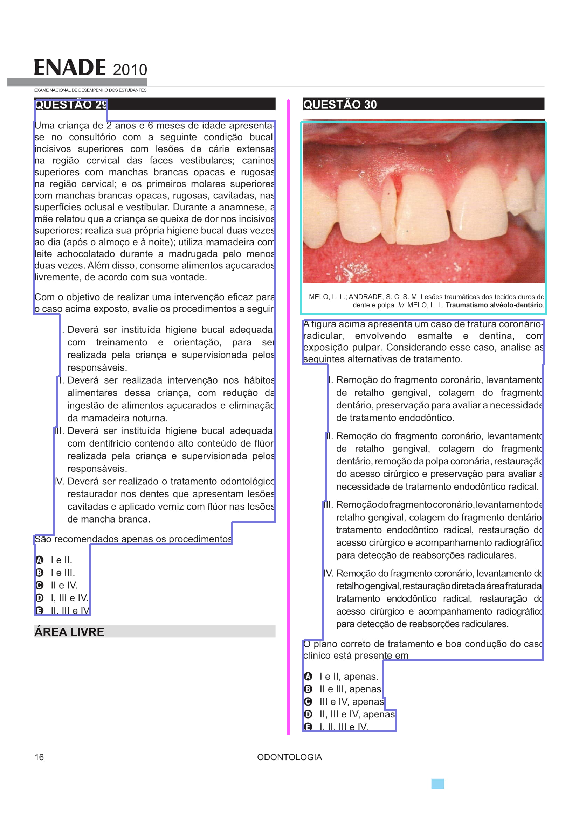 ENADE 2010
EXAME NACIONAL DE DESEMPENHO DOS ESTUDANTES
QUESTÃO 29
Uma criança de 2 anos e 6 meses de idade apresenta-
se no consultório com a seguinte condição bucal:
incisivos superiores com lesões de cárie extensas
na região cervical das faces vestibulares; caninos
superiores com manchas brancas opacas e rugosas
na região cervical; e os primeiros molares superiores
com manchas brancas opacas, rugosas, cavitadas, nas
superfícies oclusal e vestibular. Durante a anamnese, a
mãe relatou que a criança se queixa de dor nos incisivos
superiores; realiza sua própria higiene bucal duas vezes
ao dia (após o almoço e à noite); utiliza mamadeira com
leite achocolatado durante a madrugada pelo menos
duas vezes. Além disso, consome alimentos açucarados
livremente, de acordo com sua vontade.
Com o objetivo de realizar uma intervenção eficaz para
o caso acima exposto, avalie os procedimentos a seguir.
I. Deverá ser instituída higiene bucal adequada,
com treinamento e orientação, para ser
realizada pela criança e supervisionada pelos
responsáveis.
II. Deverá ser realizada intervenção nos hábitos
alimentares dessa criança, com redução da
ingestão de alimentos açucarados e eliminação
da mamadeira noturna.
III. Deverá ser instituída higiene bucal adequada,
com dentifrício contendo alto conteúdo de flúor,
realizada pela criança e supervisionada pelos
responsáveis.
IV. Deverá ser realizado o tratamento odontológico
restaurador nos dentes que apresentam lesões
cavitadas e aplicado verniz com flúor nas lesões
de mancha branca.
São recomendados apenas os procedimentos
A I e II.
B I e III.
C II e IV.
D I, III e IV.
E II, III e IV.
ÁREA LIVRE
QUESTÃO 30
MELO, L. L.; ANDRADE, S. G. S. M. Lesões traumáticas dos tecidos duros do
dente e polpa. In: MELO, L. L. Traumatismo alvéolo-dentário.
A figura acima apresenta um caso de fratura coronário-
radicular, envolvendo esmalte e dentina, com
exposição pulpar. Considerando esse caso, analise as
seguintes alternativas de tratamento.
I. Remoção do fragmento coronário, levantamento
de retalho gengival, colagem do fragmento
dentário, preservação para avaliar a necessidade
de tratamento endodôntico.
II. Remoção do fragmento coronário, levantamento
de retalho gengival, colagem do fragmento
dentário, remoção da polpa coronária, restauração
do acesso cirúrgico e preservação para avaliar a
necessidade de tratamento endodôntico radical.
III. Remoção do fragmento coronário, levantamento de
retalho gengival, colagem do fragmento dentário,
tratamento endodôntico radical, restauração do
acesso cirúrgico e acompanhamento radiográfico
para detecção de reabsorções radiculares.
IV. Remoção do fragmento coronário, levantamento de
retalho gengival, restauração direta da área fraturada,
tratamento endodôntico radical, restauração do
acesso cirúrgico e acompanhamento radiográfico
para detecção de reabsorções radiculares.
O plano correto de tratamento e boa condução do caso
clínico está presente em
A I e II, apenas.
B II e III, apenas.
C III e IV, apenas.
D II, III e IV, apenas.
E I, II, III e IV.
16
ODONTOLOGIA